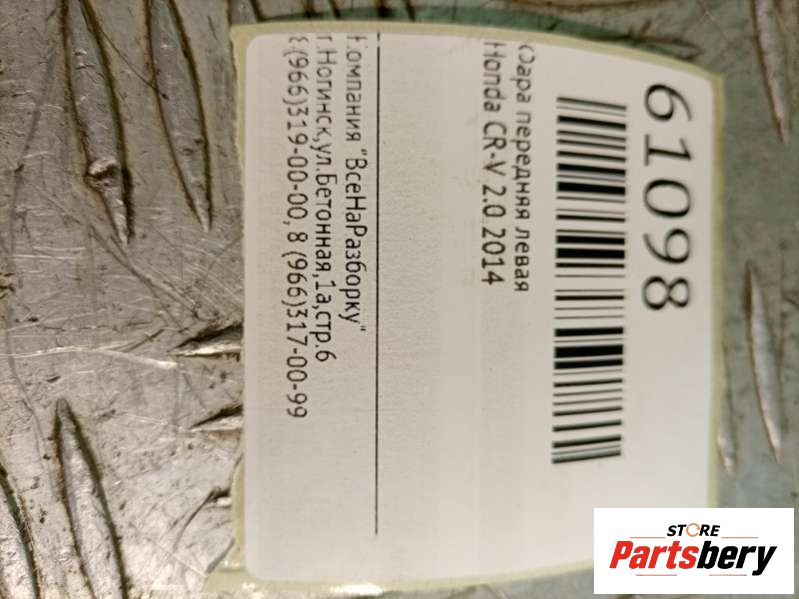 61098
Фара передняя левая
Honda CR-V 2.0 2014
Компания "ВсеНаРазборку"
г.Ногинск,ул.Бетонная,1а,стр.6
8 (966)319-00-00, 8 (966)317-00-99
STORE
Partsbery